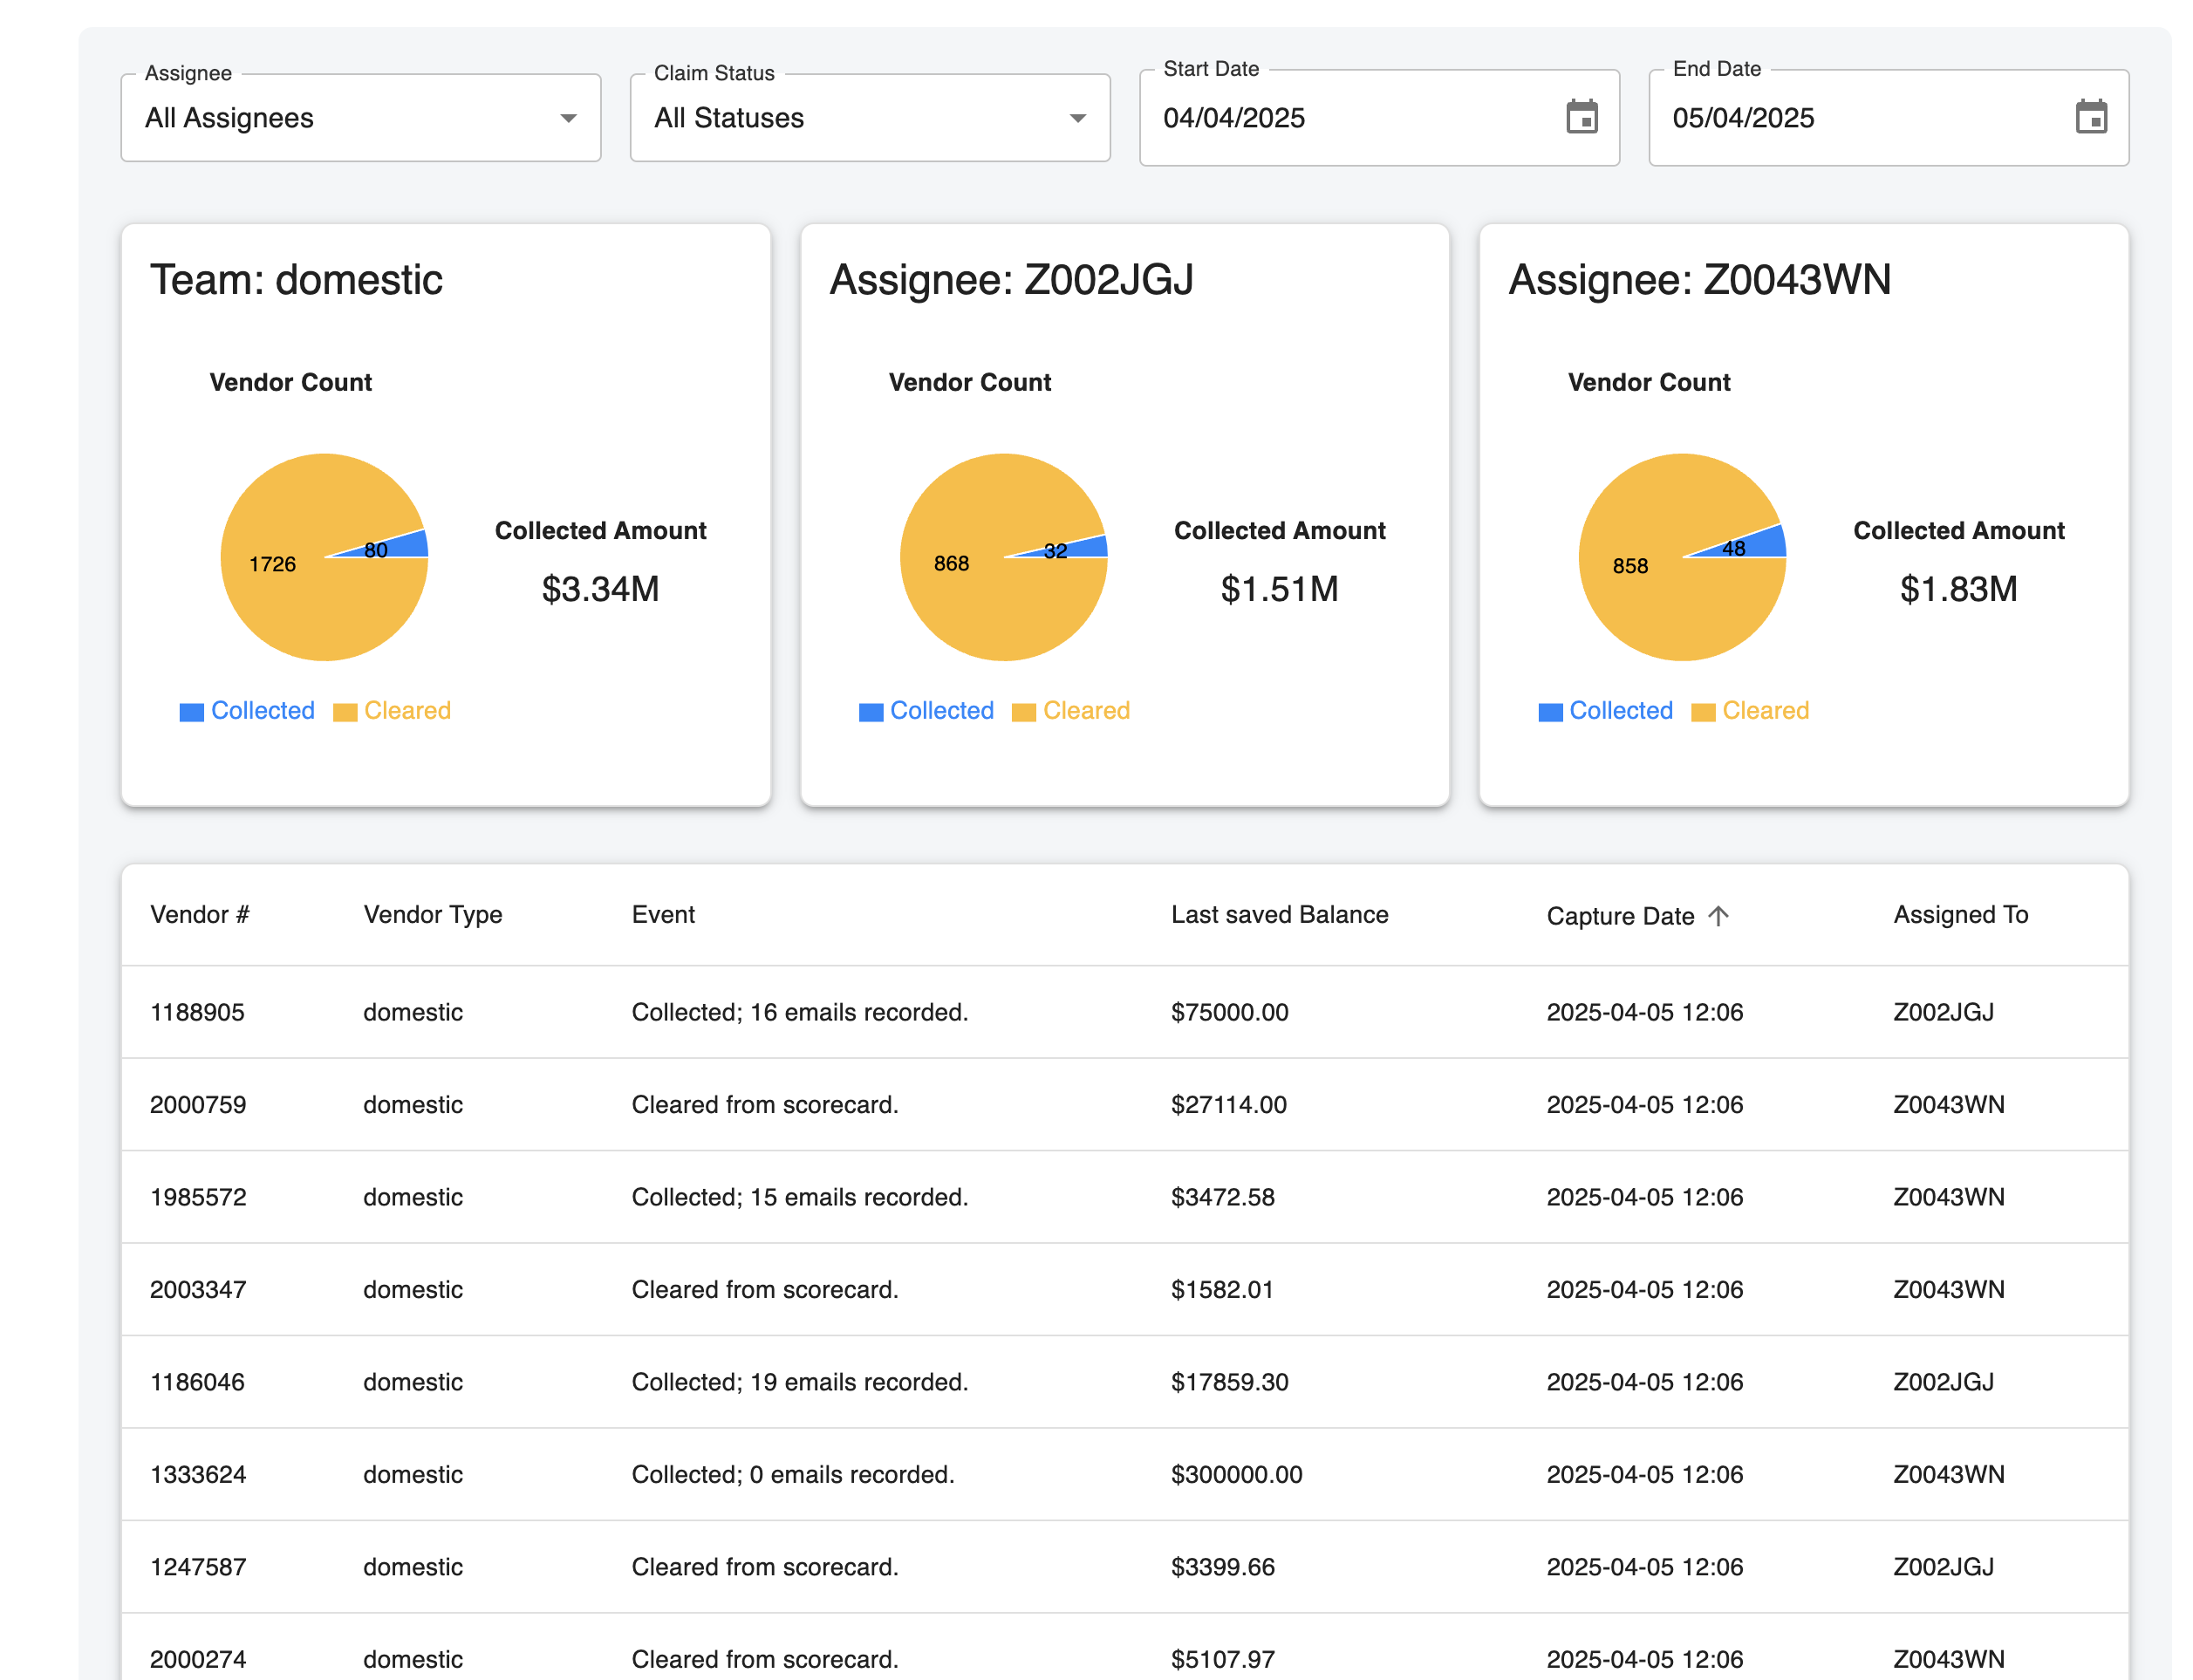 Assignee Claim Status Start Date End Date
All Assignees All Statuses 04/04/2025 05/04/2025
Team: domestic
Vendor Count
1726 80
Collected Amount
$3.34M
Collected Cleared
Assignee: Z002JGJ
Vendor Count
868 32
Collected Amount
$1.51M
Collected Cleared
Assignee: Z0043WN
Vendor Count
858 48
Collected Amount
$1.83M
Collected Cleared
Vendor # Vendor Type Event Last saved Balance Capture Date ↑ Assigned To
1188905 domestic Collected; 16 emails recorded. $75000.00 2025-04-05 12:06 Z002JGJ
2000759 domestic Cleared from scorecard. $27114.00 2025-04-05 12:06 Z0043WN
1985572 domestic Collected; 15 emails recorded. $3472.58 2025-04-05 12:06 Z0043WN
2003347 domestic Cleared from scorecard. $1582.01 2025-04-05 12:06 Z0043WN
1186046 domestic Collected; 19 emails recorded. $17859.30 2025-04-05 12:06 Z002JGJ
1333624 domestic Collected; 0 emails recorded. $300000.00 2025-04-05 12:06 Z0043WN
1247587 domestic Cleared from scorecard. $3399.66 2025-04-05 12:06 Z002JGJ
2000274 domestic Cleared from scorecard. $5107.97 2025-04-05 12:06 Z0043WN